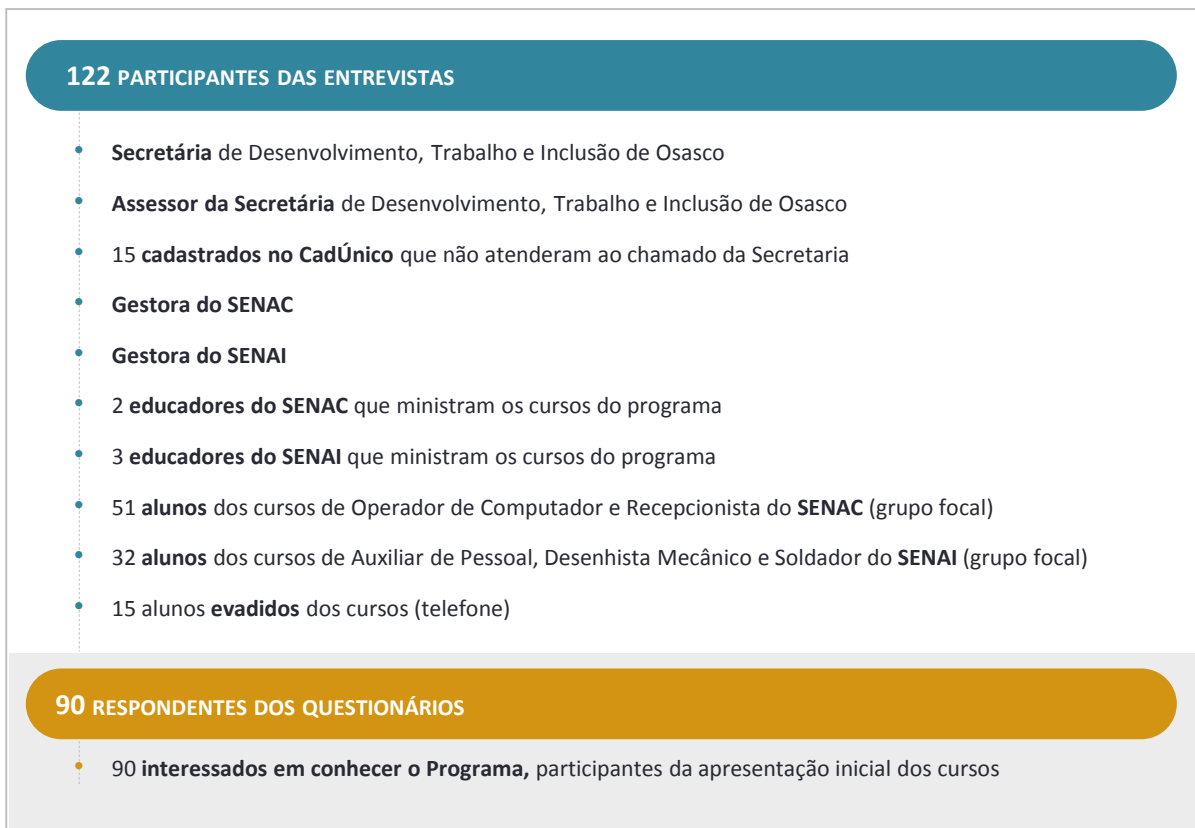 122 PARTICIPANTES DAS ENTREVISTAS
• Secretária de Desenvolvimento, Trabalho e Inclusão de Osasco
• Assessor da Secretária de Desenvolvimento, Trabalho e Inclusão de Osasco
• 15 cadastrados no CadÚnico que não atenderam ao chamado da Secretaria
• Gestora do SENAC
• Gestora do SENAI
• 2 educadores do SENAC que ministram os cursos do programa
• 3 educadores do SENAI que ministram os cursos do programa
• 51 alunos dos cursos de Operador de Computador e Recepcionista do SENAC (grupo focal)
• 32 alunos dos cursos de Auxiliar de Pessoal, Desenhista Mecânico e Soldador do SENAI (grupo focal)
• 15 alunos evadidos dos cursos (telefone)
90 RESPONDENTES DOS QUESTIONÁRIOS
• 90 interessados em conhecer o Programa, participantes da apresentação inicial dos cursos